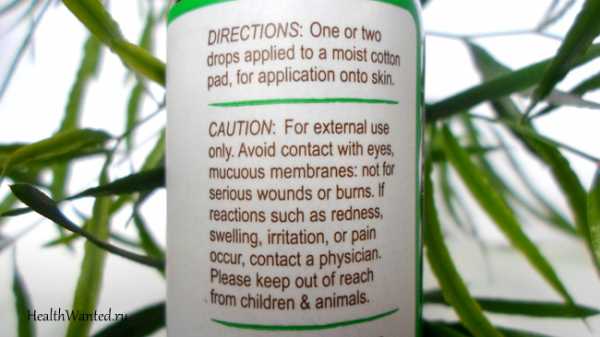 DIRECTIONS: One or two
drops applied to a moist cotton
pad, for application onto skin.
CAUTION: For external use
only. Avoid contact with eyes,
mucuous membranes: not for
serious wounds or burns. If
reactions such as redness,
swelling, irritation, or pain
occur, contact a physician.
Please keep out of reach
from children & animals.
HealthWanted.ru